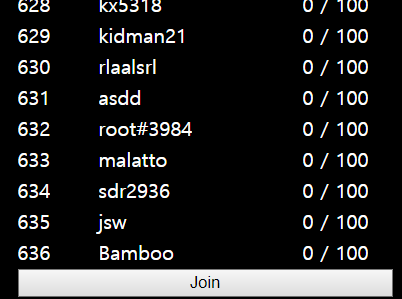 628 kx5318 0 / 100
629 kidman21 0 / 100
630 rlaalsrl 0 / 100
631 asdd 0 / 100
632 root#3984 0 / 100
633 malatto 0 / 100
634 sdr2936 0 / 100
635 jsw 0 / 100
636 Bamboo 0 / 100
Join